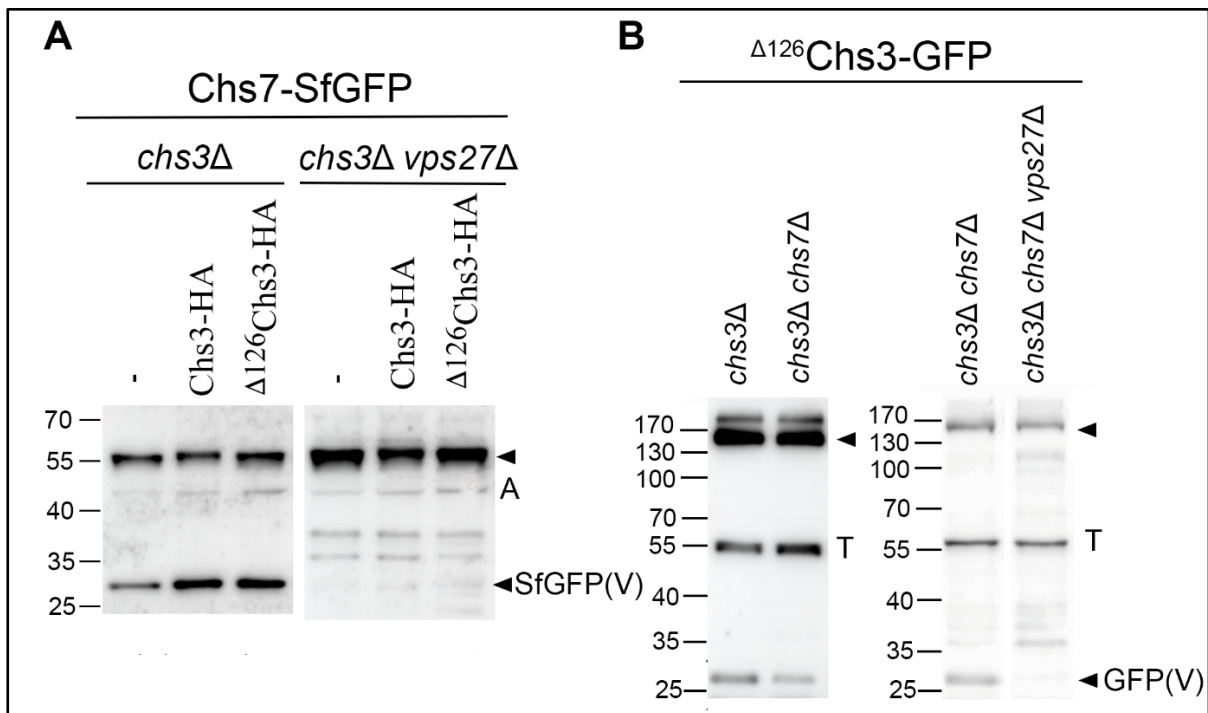 A
Chs7-SfGFP
chs3Δ
chs3Δ vps27Δ
-
Chs3-HA
Δ126Chs3-HA
-
Chs3-HA
Δ126Chs3-HA
70
55
40
35
25
A
SfGFP(V)
B
Δ126Chs3-GFP
chs3Δ
chs3Δ chs7Δ
chs3Δ chs7Δ
chs3Δ chs7Δ vps27Δ
170
130
100
70
55
40
35
25
T
170
130
100
70
55
40
35
25
T
GFP(V)